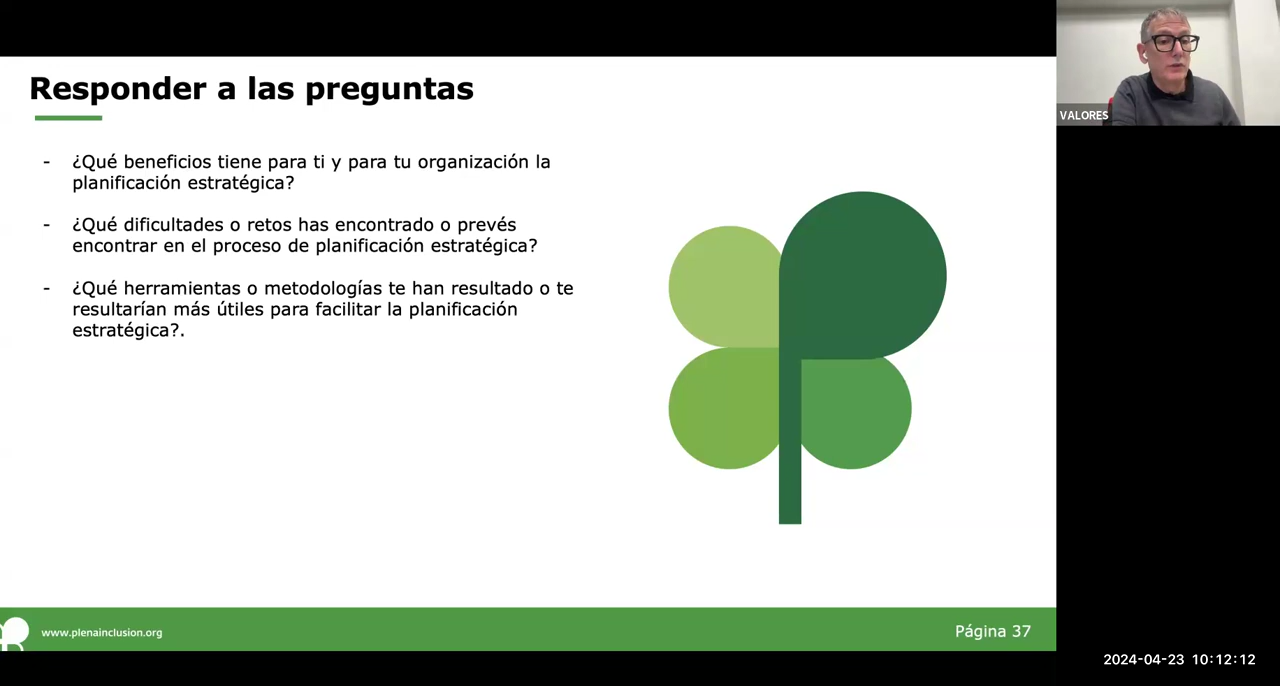 Responder a las preguntas
- ¿Qué beneficios tiene para ti y para tu organización la
planificación estratégica?
- ¿Qué dificultades o retos has encontrado o prevés
encontrar en el proceso de planificación estratégica?
- ¿Qué herramientas o metodologías te han resultado o te
resultarían más útiles para facilitar la planificación
estratégica?.
www.plenainclusion.org
Página 37
VALORES
2024-04-23 10:12:12